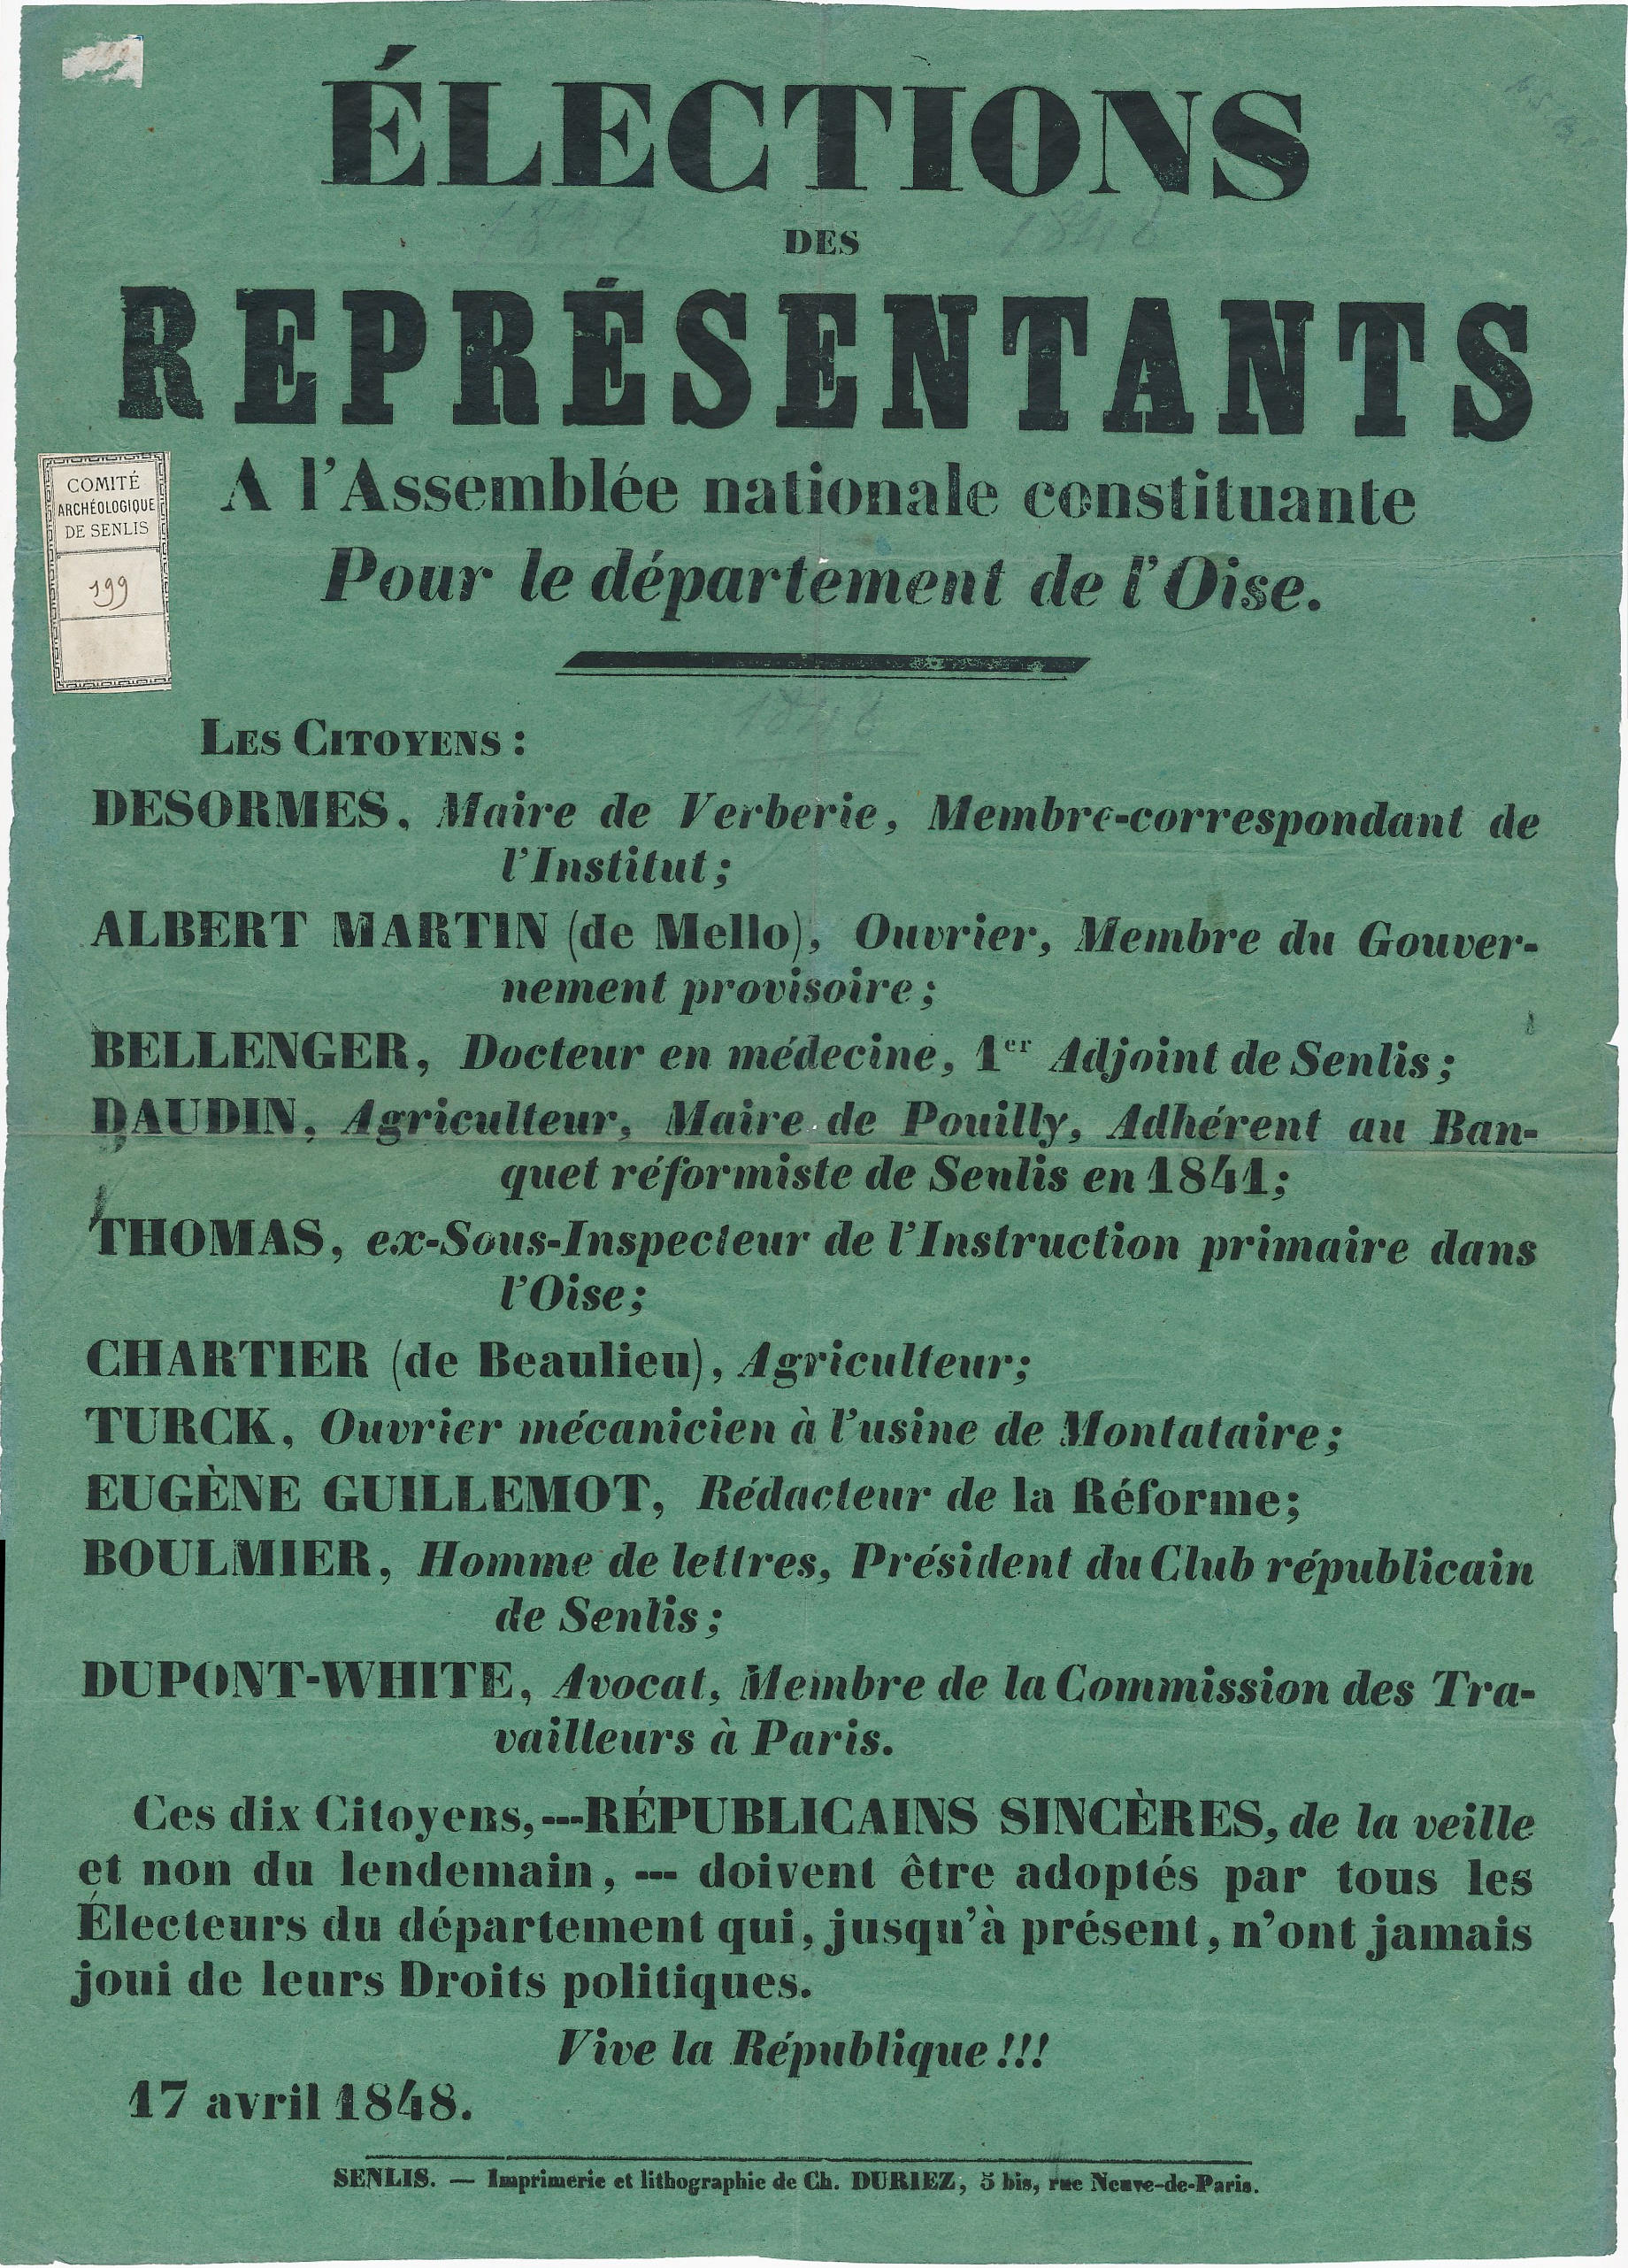 ÉLECTIONS
1848 1848
DES
REPRÉSENTANTS
A l'Assemblée nationale constituante
Pour le département de l'Oise.
COMITÉ
ARCHÉOLOGIQUE
DE SENLIS
199
1848
LES CITOYENS :
DESORMES, Maire de Verberie, Membre-correspondant de
l'Institut;
ALBERT MARTIN (de Mello), Ouvrier, Membre du Gouver-
nement provisoire;
BELLENGER, Docteur en médecine, 1er Adjoint de Senlis;
DAUDIN, Agriculteur, Maire de Pouilly, Adhérent au Ban-
quet réformiste de Senlis en 1841;
THOMAS, ex-Sous-Inspecteur de l'Instruction primaire dans
l'Oise;
CHARTIER (de Beaulieu), Agriculteur;
TURCK, Ouvrier mécanicien à l'usine de Montataire;
EUGÈNE GUILLEMOT, Rédacteur de la Réforme;
BOULMIER, Homme de lettres, Président du Club républicain
de Senlis;
DUPONT-WHITE, Avocat, Membre de la Commission des Tra-
vailleurs à Paris.
Ces dix Citoyens, --- RÉPUBLICAINS SINCÈRES, de la veille
et non du lendemain, --- doivent être adoptés par tous les
Électeurs du département qui, jusqu'à présent, n'ont jamais
joui de leurs Droits politiques.
Vive la République !!!
17 avril 1848.
SENLIS. — Imprimerie et lithographie de Ch. DURIEZ, 5 bis, rue Neuve-de-Paris.